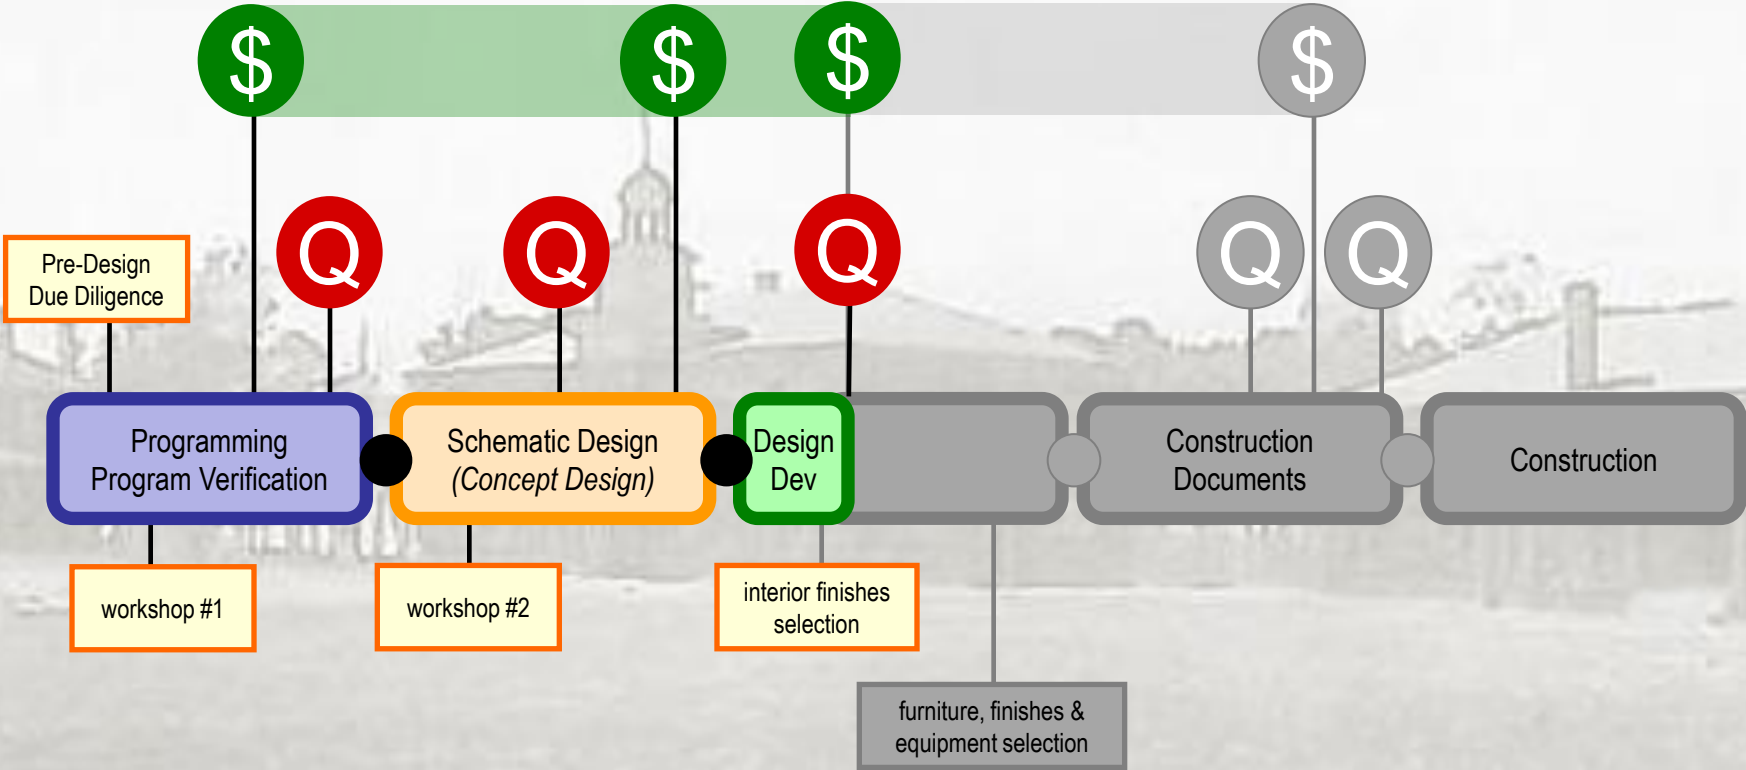 $
$
$
$
Q
Q
Q
Q
Q
Pre-Design
Due Diligence
Programming
Program Verification
Schematic Design
(Concept Design)
Design
Dev
Construction
Documents
Construction
workshop #1
workshop #2
interior finishes
selection
furniture, finishes &
equipment selection